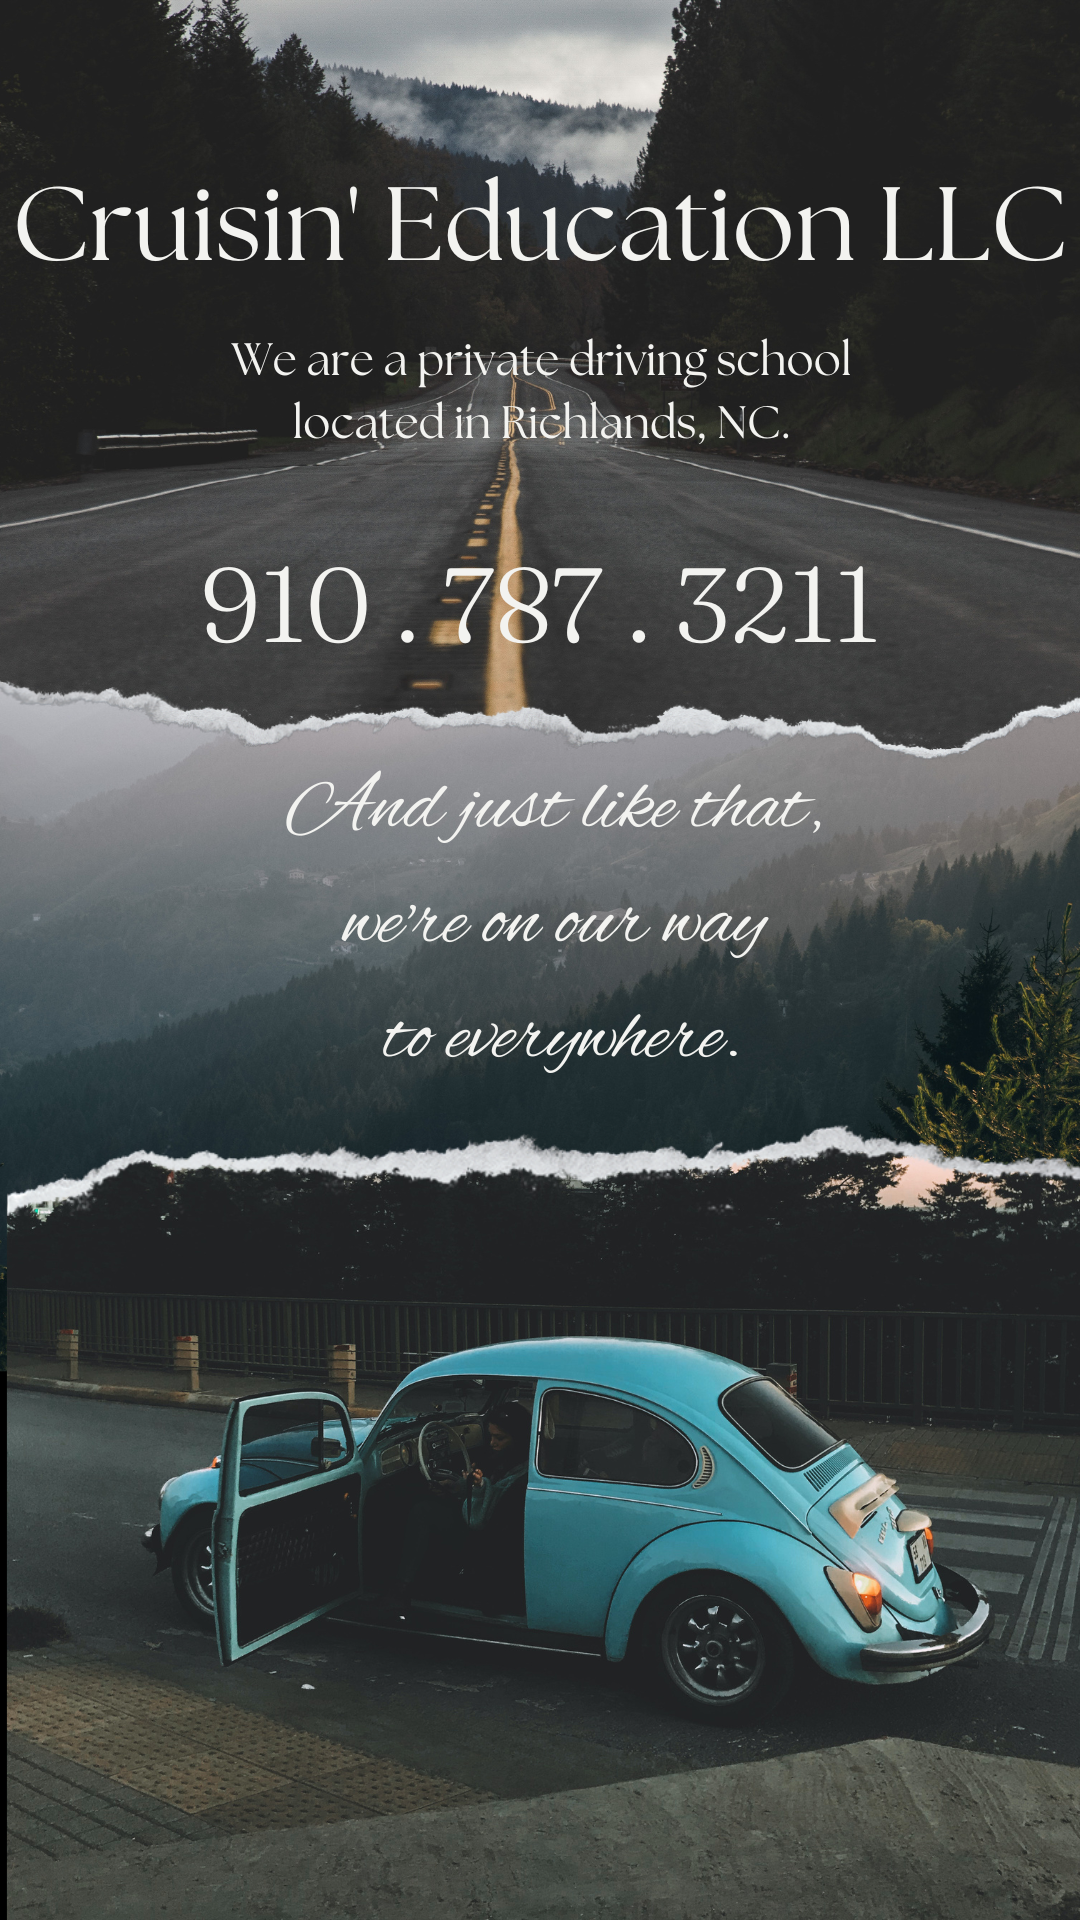 Cruisin' Education LLC
We are a private driving school
located in Richlands, NC.
910 . 787 . 3211
And just like that,
we're on our way
to everywhere.